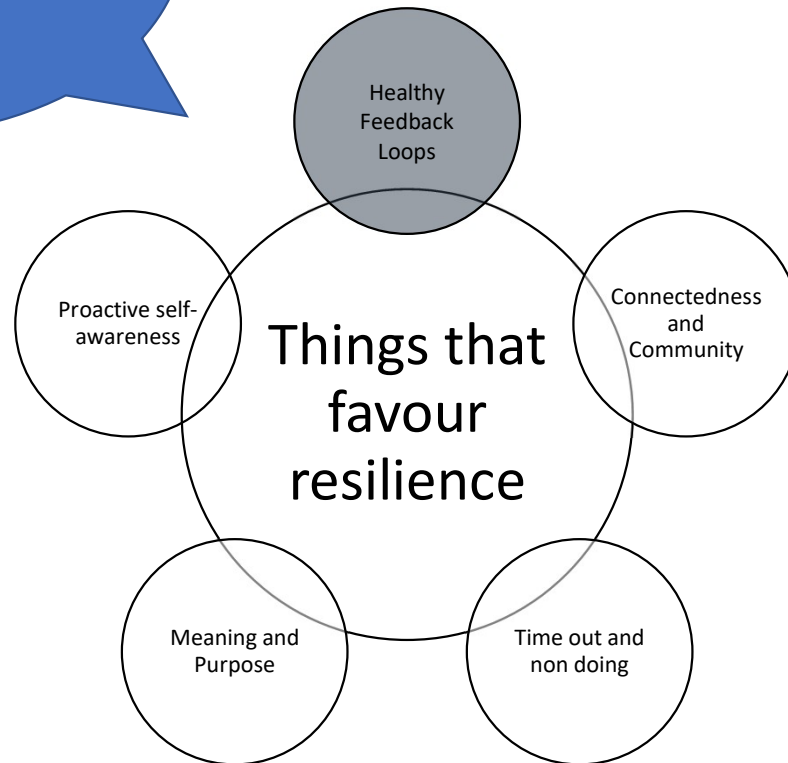 Healthy
Feedback
Loops
Proactive self-
awareness
Connectedness
and
Community
Things that
favour
resilience
Meaning and
Purpose
Time out and
non doing